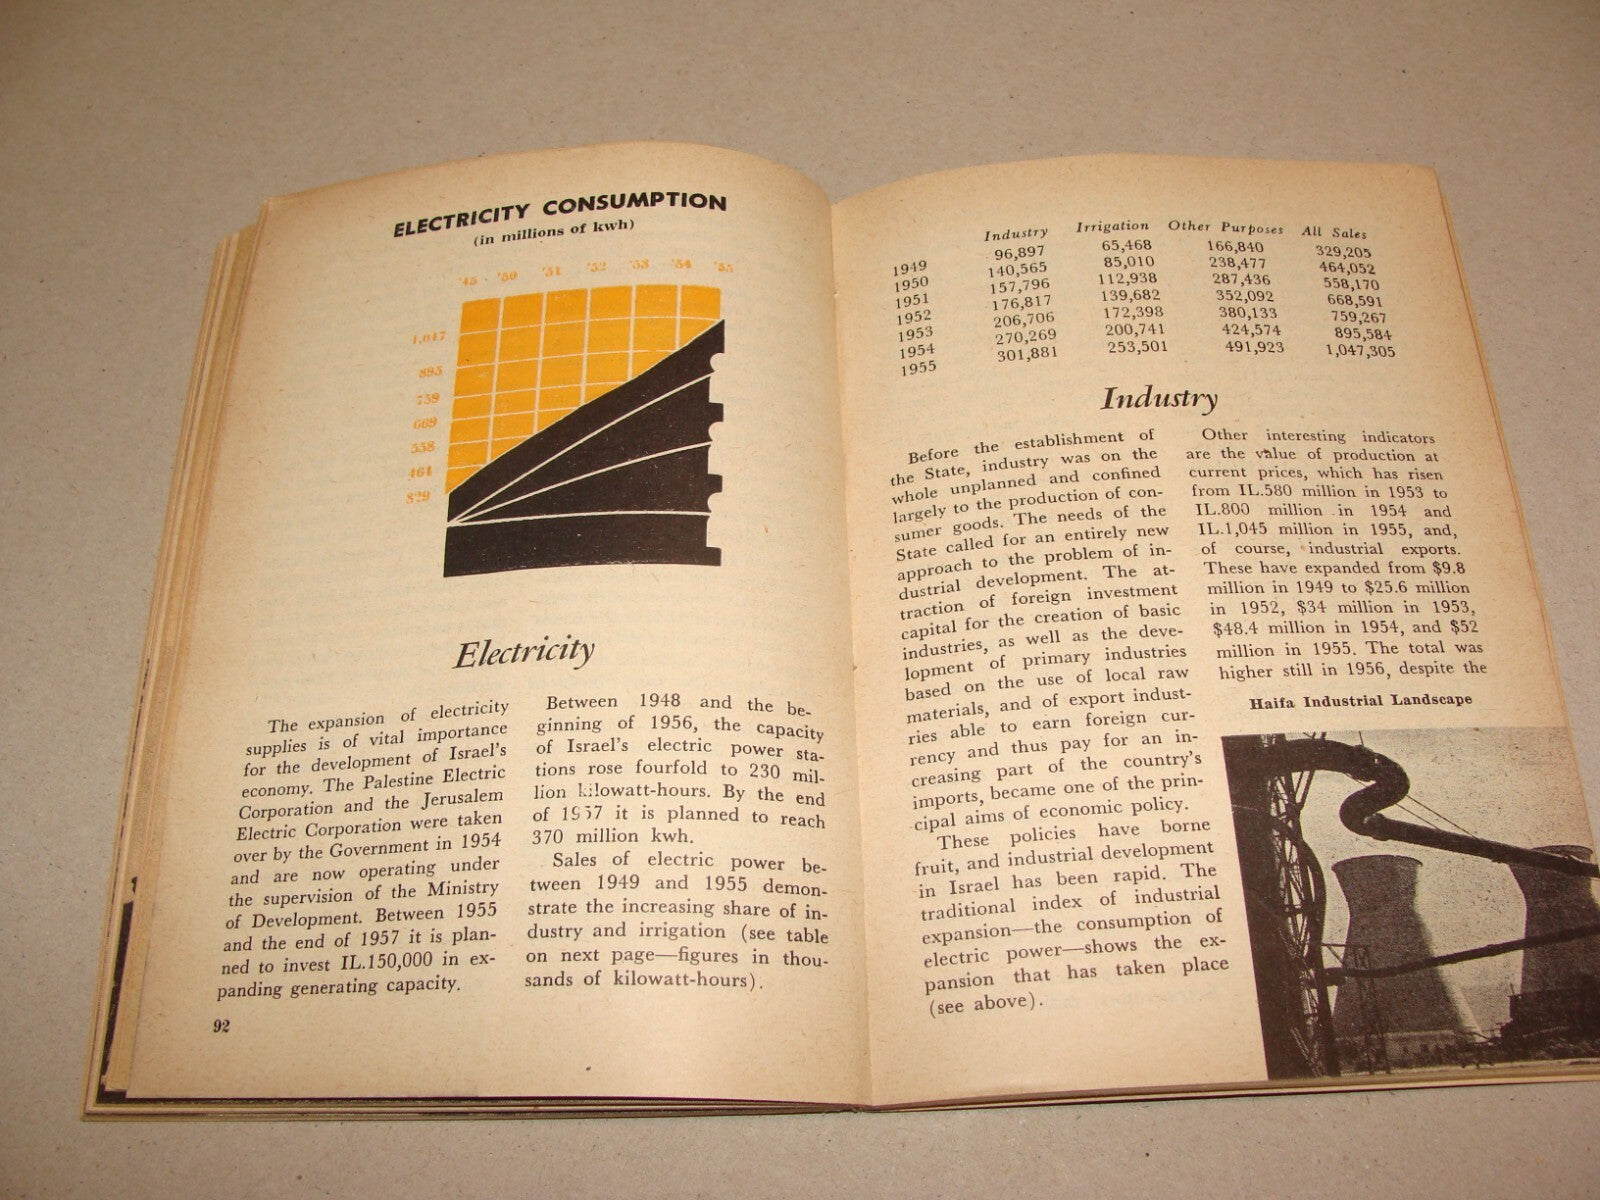 ELECTRICITY CONSUMPTION
(in millions of kwh)
'50 '51 '52 '53 '54 '55
1,047
895
759
669
558
461
829
Electricity
The expansion of electricity
supplies is of vital importance
for the development of Israel's
economy. The Palestine Electric
Corporation and the Jerusalem
Electric Corporation were taken
over by the Government in 1954
and are now operating under
the supervision of the Ministry
of Development. Between 1955
and the end of 1957 it is plan-
ned to invest IL.150,000 in ex-
panding generating capacity.
Between 1948 and the be-
ginning of 1956, the capacity
of Israel's electric power sta-
tions rose fourfold to 230 mil-
lion kilowatt-hours. By the end
of 1957 it is planned to reach
370 million kwh.
Sales of electric power be-
tween 1949 and 1955 demon-
strate the increasing share of in-
dustry and irrigation (see table
on next page—figures in thou-
sands of kilowatt-hours).
92
Industry Irrigation Other Purposes All Sales
1949 96,897 65,468 166,840 329,205
1950 140,565 85,010 238,477 464,052
1951 157,796 112,938 287,436 558,170
1952 176,817 139,682 352,092 668,591
1953 206,706 172,398 380,133 759,267
1954 270,269 200,741 424,574 895,584
1955 301,881 253,501 491,923 1,047,305
Industry
Before the establishment of
the State, industry was on the
whole unplanned and confined
largely to the production of con-
sumer goods. The needs of the
State called for an entirely new
approach to the problem of in-
dustrial development. The at-
traction of foreign investment
capital for the creation of basic
industries, as well as the deve-
lopment of primary industries
based on the use of local raw
materials, and of export indust-
ries able to earn foreign cur-
rency and thus pay for an in-
creasing part of the country's
imports, became one of the prin-
cipal aims of economic policy.
These policies have borne
fruit, and industrial development
in Israel has been rapid. The
traditional index of industrial
expansion—the consumption of
electric power—shows the ex-
pansion that has taken place
(see above).
Other interesting indicators
are the value of production at
current prices, which has risen
from IL.580 million in 1953 to
IL.800 million in 1954 and
IL.1,045 million in 1955, and,
of course, industrial exports.
These have expanded from $9.8
million in 1949 to $25.6 million
in 1952, $34 million in 1953,
$48.4 million in 1954, and $52
million in 1955. The total was
higher still in 1956, despite the
Haifa Industrial Landscape